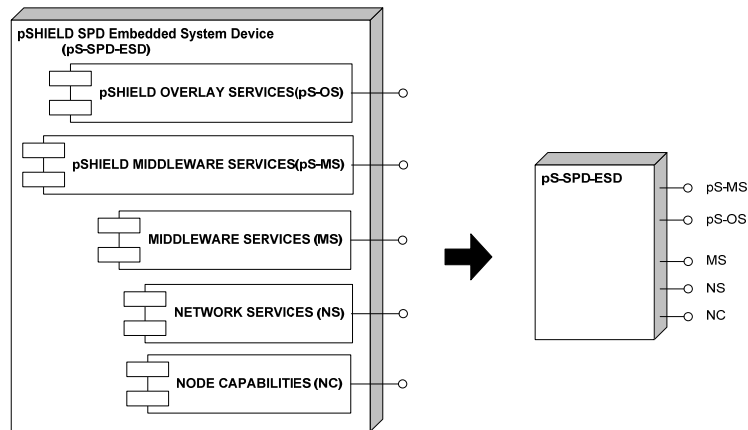 pSHIELD SPD Embedded System Device
(pS-SPD-ESD)
pSHIELD OVERLAY SERVICES(pS-OS)
pSHIELD MIDDLEWARE SERVICES(pS-MS)
MIDDLEWARE SERVICES (MS)
NETWORK SERVICES (NS)
NODE CAPABILITIES (NC)
pS-SPD-ESD
pS-MS
pS-OS
MS
NS
NC